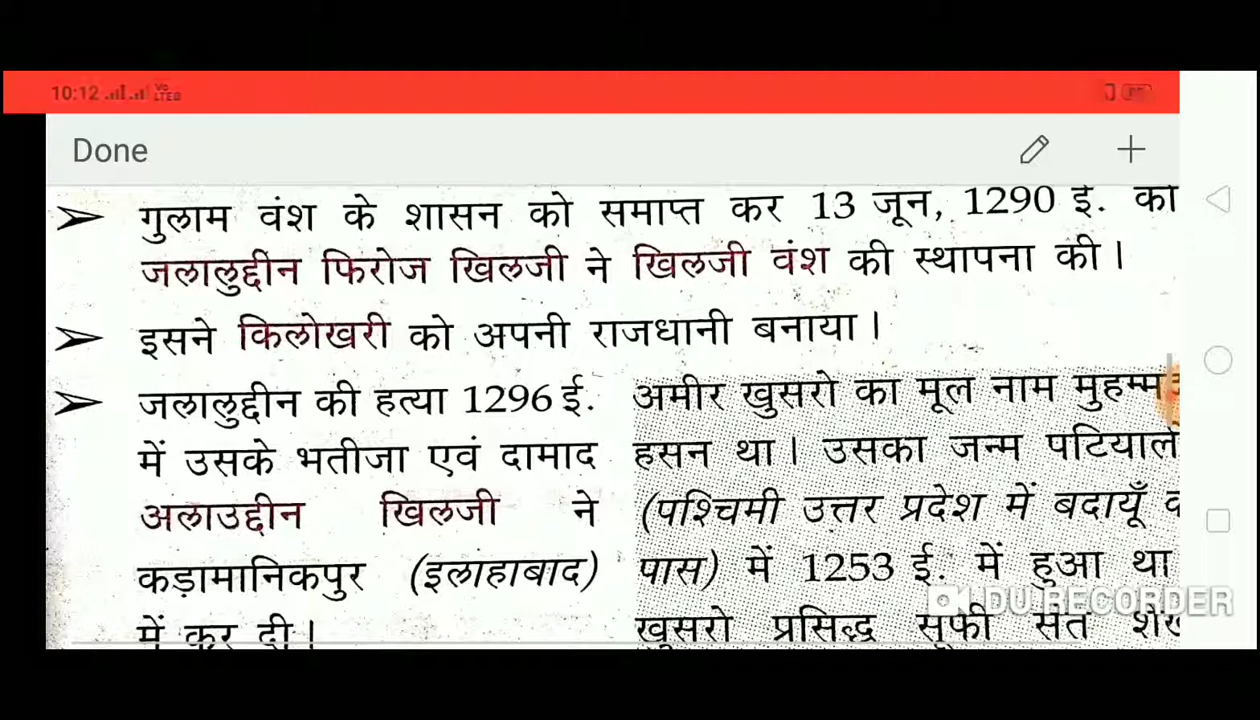 10:12
Done
➢ गुलाम वंश के शासन को समाप्त कर 13 जून, 1290 ई. को
जलालुद्दीन फिरोज खिलजी ने खिलजी वंश की स्थापना की।
➢ इसने किलोखरी को अपनी राजधानी बनाया।
➢ जलालुद्दीन की हत्या 1296 ई.
में उसके भतीजा एवं दामाद
अलाउद्दीन खिलजी ने
कड़ामानिकपुर (इलाहाबाद)
में कर दी।
अमीर खुसरो का मूल नाम
हसन था। उसका जन्म
(पश्चिमी उत्तर प्रदेश में बदायूँ
पास) में 1253 ई. में हुआ था
खुसरो प्रसिद्ध सूफी संत
DU RECORDER